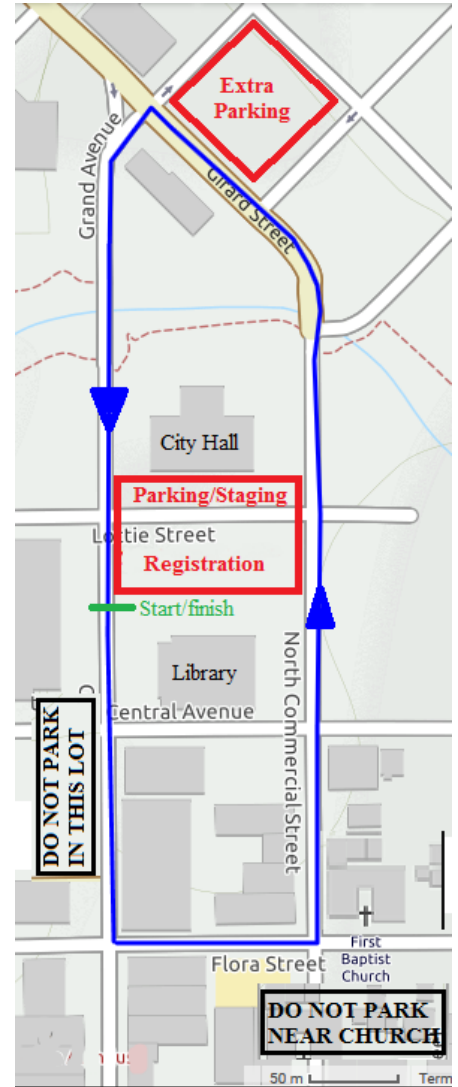 Extra
Parking
Grand Avenue
Girard Street
City Hall
Parking/Staging
Lottie Street
Registration
Start/finish
Library
North Commercial Street
Central Avenue
DO NOT PARK
IN THIS LOT
First
Baptist
Church
Flora Street
DO NOT PARK
NEAR CHURCH
50 m
Term